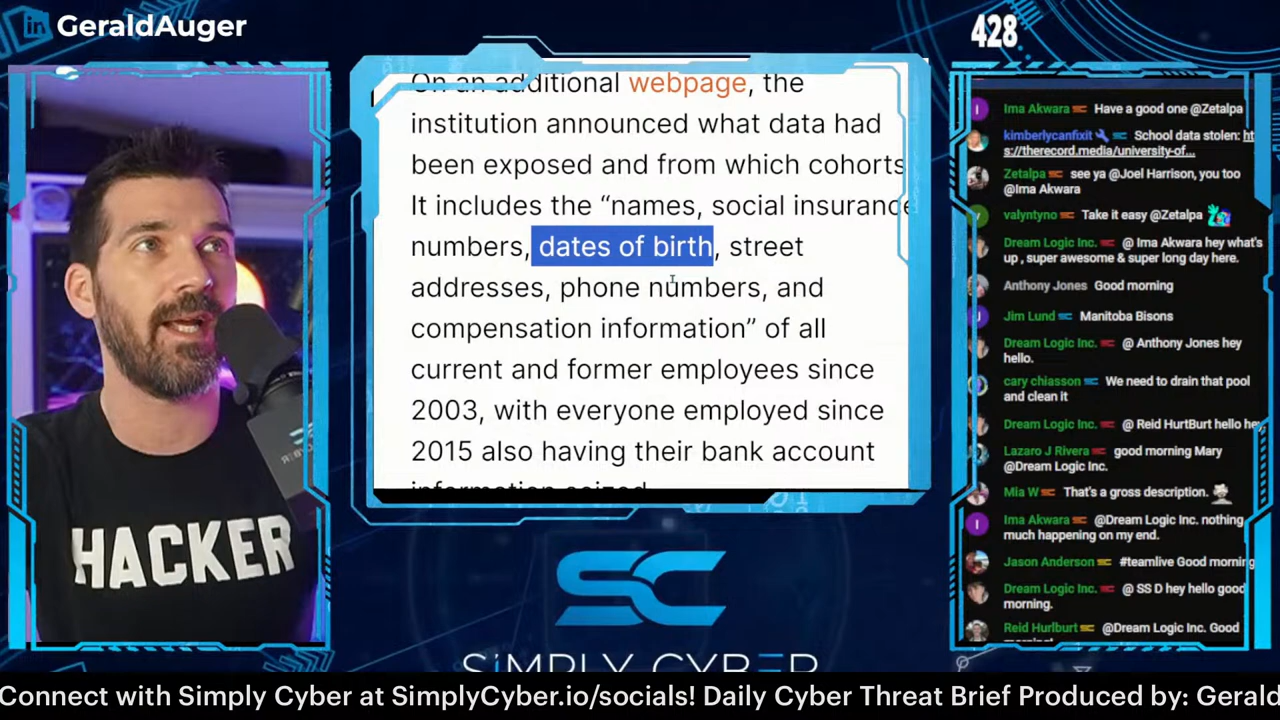 in GeraldAuger
428
On an additional webpage, the
institution announced what data had
been exposed and from which cohorts
It includes the “names, social insurance
numbers, dates of birth, street
addresses, phone numbers, and
compensation information” of all
current and former employees since
2003, with everyone employed since
2015 also having their bank account
information seized
HACKER
Ima Akwara Have a good one @Zetalpa
kimberlycanfixit School data stolen: ht
s://therecord.media/university-of...
Zetalpa see ya @Joel Harrison, you too
@Ima Akwara
valyntyno Take it easy @Zetalpa
Dream Logic Inc. @ Ima Akwara hey what's
up , super awesome & super long day here.
Anthony Jones Good morning
Jim Lund Manitoba Bisons
Dream Logic Inc. @ Anthony Jones hey
hello.
cary chiasson We need to drain that pool
and clean it
Dream Logic Inc. @ Reid HurtBurt hello hey
Lazaro J Rivera good morning Mary
@Dream Logic Inc.
Mia W That's a gross description.
Ima Akwara @Dream Logic Inc. nothing
much happening on my end.
Jason Anderson #teamlive Good morning
Dream Logic Inc. @ SS D hey hello good
morning.
Reid Hurlburt @Dream Logic Inc. Good
SC
SIMPLY CYBER
Connect with Simply Cyber at SimplyCyber.io/socials! Daily Cyber Threat Brief Produced by: Gerald